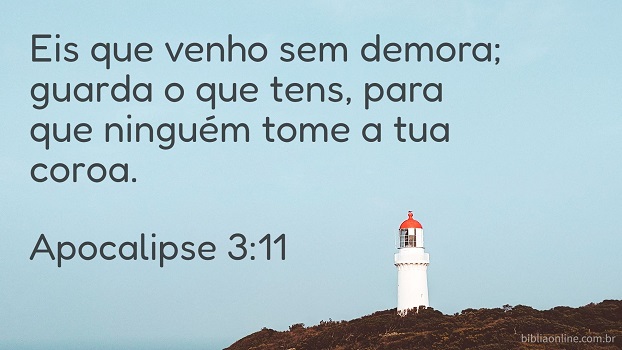 Eis que venho sem demora;
guarda o que tens, para
que ninguém tome a tua
coroa.
Apocalipse 3:11
bibliaonline.com.br